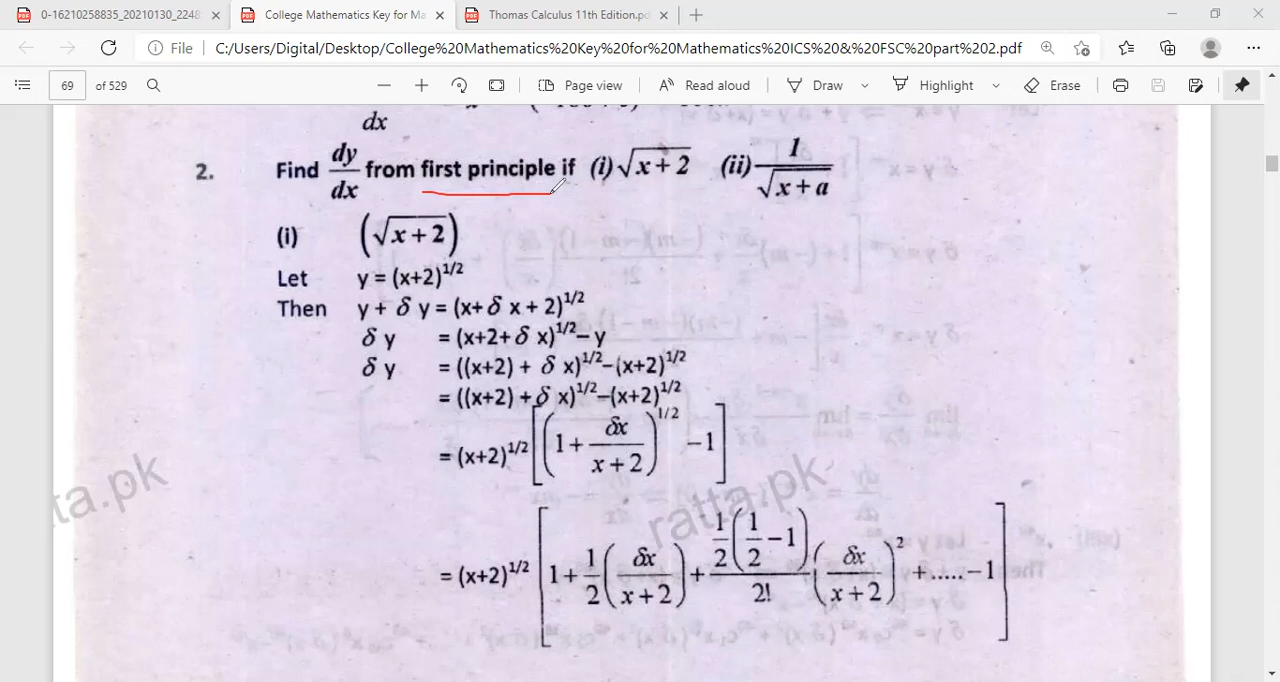 0-16210258835_20210130_2248
College Mathematics Key for Ma
Thomas Calculus 11th Edition.pd
File C:/Users/Digital/Desktop/College%20Mathematics%20Key%20for%20Mathematics%20ICS%20&%20FSC%20part%202.pdf
69 of 529 Page view Read aloud Draw Highlight Erase
dx
2. Find dy/dx from first principle if (i) √x+2 (ii) 1/√x+a
(i) (√x+2)
Let y = (x+2)^1/2
Then y + δ y = (x+ δ x + 2)^1/2
δ y = (x+2+ δ x)^1/2 – y
δ y = ((x+2) + δ x)^1/2 – (x+2)^1/2
= ((x+2) + δ x)^1/2 – (x+2)^1/2
= (x+2)^1/2 [(1 + δx/x+2)^1/2 – 1]
= (x+2)^1/2 [1 + 1/2 (δx/x+2) + 1/2(1/2 – 1)/2! (δx/x+2)^2 + ..... – 1]
ta.pk
ratta.pk